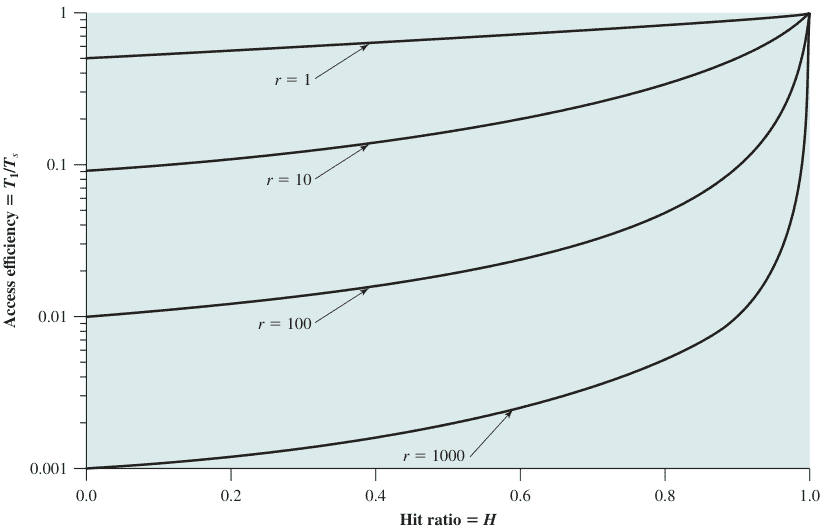 1
r = 1
0.1
r = 10
Access efficiency = T₁/Tₛ
0.01
r = 100
r = 1000
0.001
0.0 0.2 0.4 0.6 0.8 1.0
Hit ratio = H